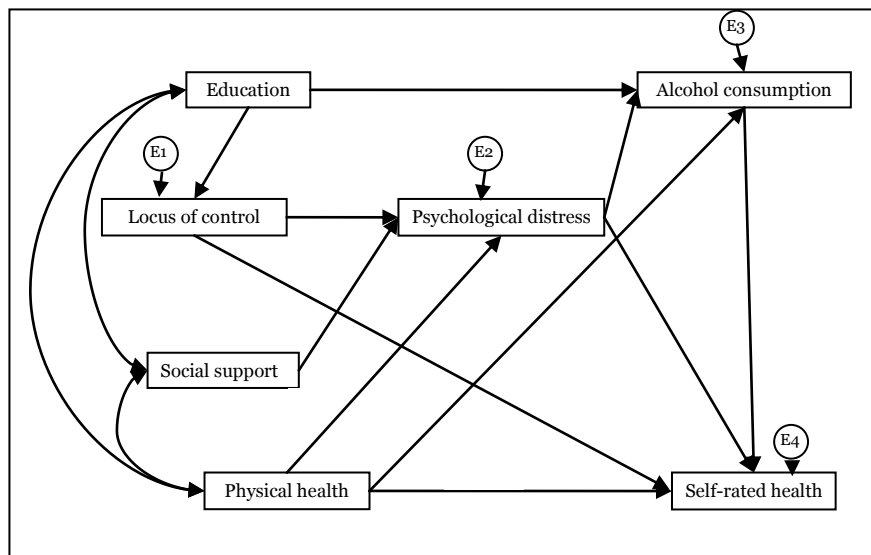 E3
Education
Alcohol consumption
E1
E2
Locus of control
Psychological distress
Social support
E4
Physical health
Self-rated health